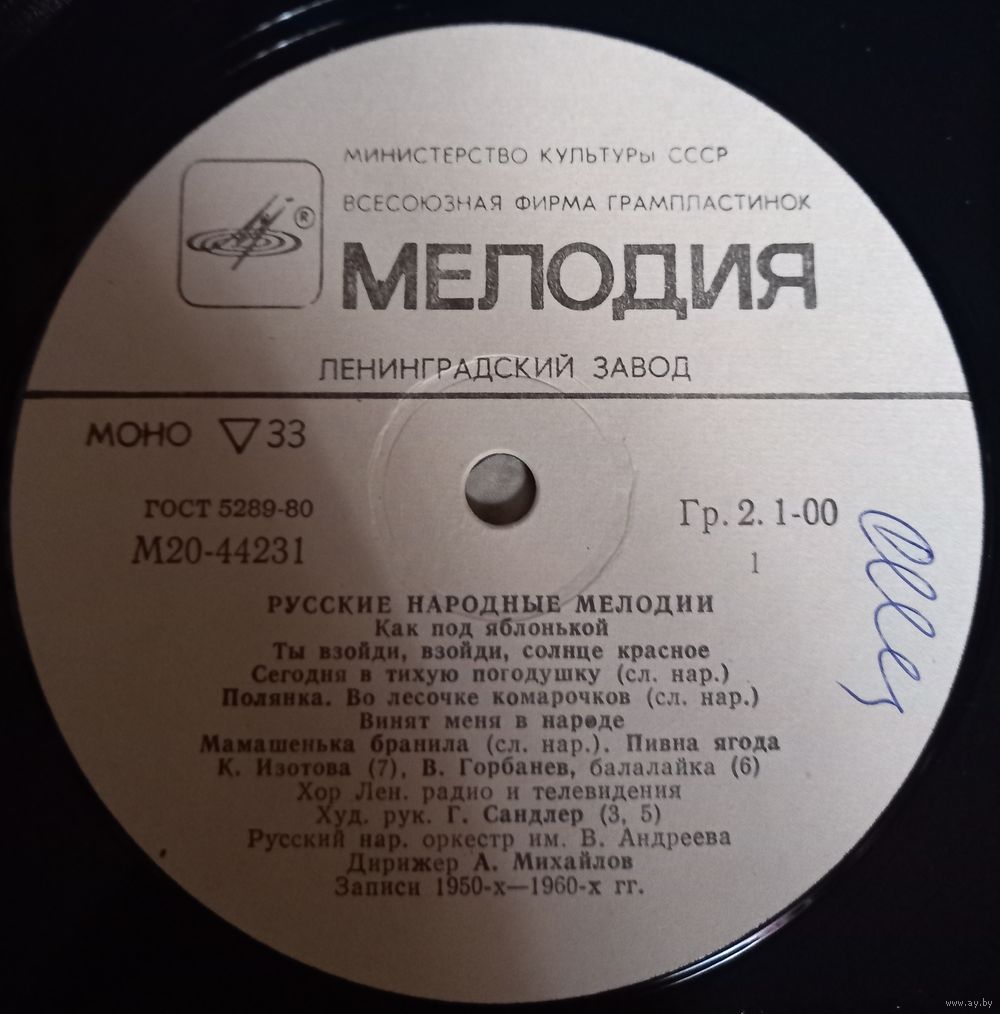 МИНИСТЕРСТВО КУЛЬТУРЫ СССР
ВСЕСОЮЗНАЯ ФИРМА ГРАМПЛАСТИНОК
®
МЕЛОДИЯ
ЛЕНИНГРАДСКИЙ ЗАВОД
МОНО ▽33
ГОСТ 5289-80
Гр. 2. 1-00
М20-44231
1
РУССКИЕ НАРОДНЫЕ МЕЛОДИИ
Как под яблонькой
Ты взойди, взойди, солнце красное
Сегодня в тихую погодушку (сл. нар.)
Полянка. Во лесочке комарочков (сл. нар.)
Винят меня в народе
Мамашенька бранила (сл. нар.). Пивна ягода
К. Изотова (7), В. Горбанев, балалайка (6)
Хор Лен. радио и телевидения
Худ. рук. Г. Сандлер (3, 5)
Русский нар. оркестр им. В. Андреева
Дирижер А. Михайлов
Записи 1950-х—1960-х гг.
www.ay.by